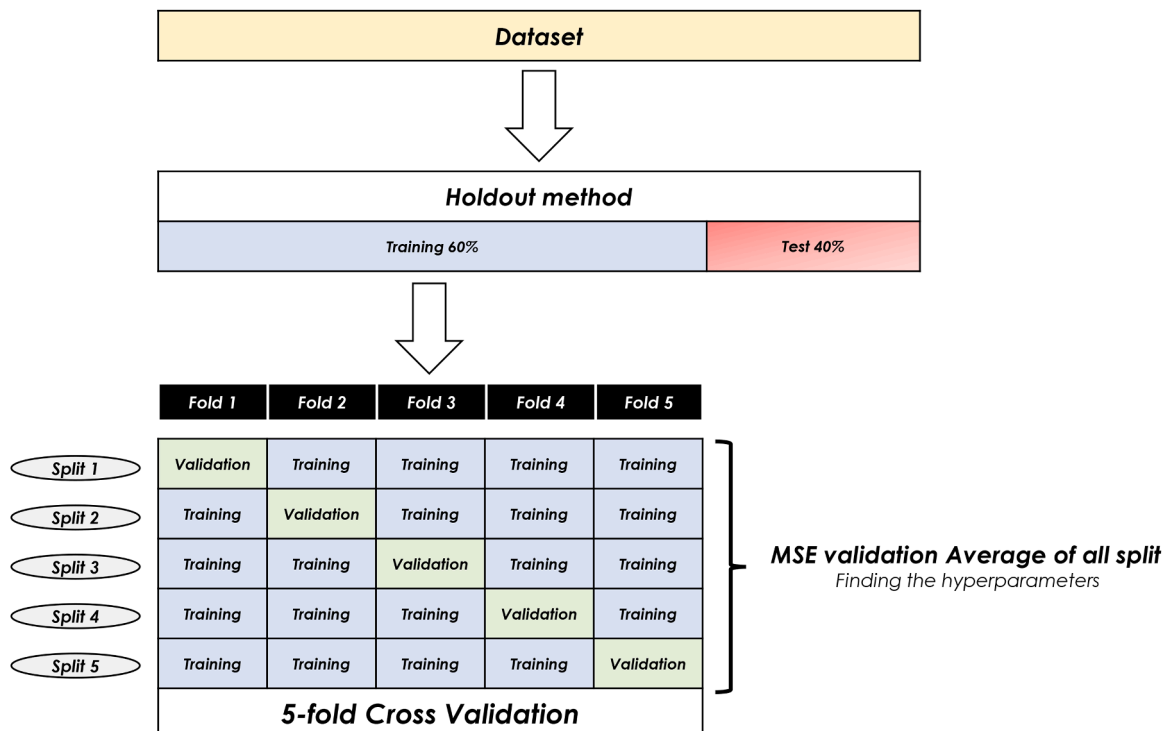 Dataset
Holdout method
Training 60% Test 40%
Fold 1 Fold 2 Fold 3 Fold 4 Fold 5
Split 1 Validation Training Training Training Training
Split 2 Training Validation Training Training Training
Split 3 Training Training Validation Training Training
Split 4 Training Training Training Validation Training
Split 5 Training Training Training Training Validation
MSE validation Average of all split
Finding the hyperparameters
5-fold Cross Validation